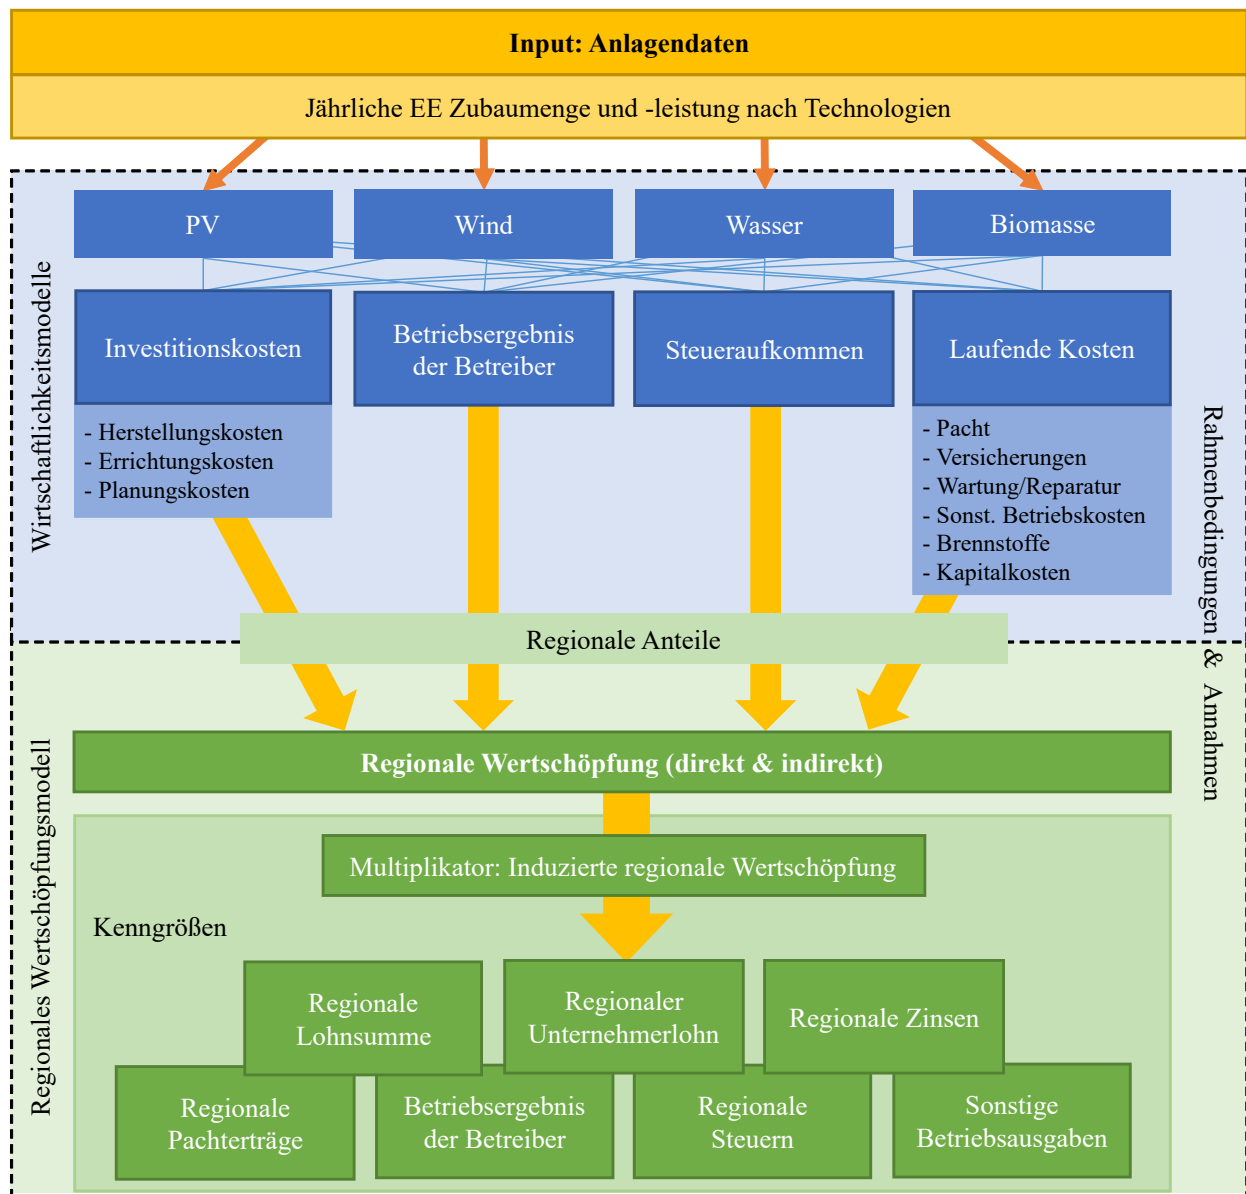 Input: Anlagendaten
Jährliche EE Zubaumenge und -leistung nach Technologien
Wirtschaftlichkeitsmodelle
PV
Wind
Wasser
Biomasse
Investitionskosten
Betriebsergebnis
der Betreiber
Steueraufkommen
Laufende Kosten
- Herstellungskosten
- Errichtungskosten
- Planungskosten
- Pacht
- Versicherungen
- Wartung/Reparatur
- Sonst. Betriebskosten
- Brennstoffe
- Kapitalkosten
Rahmenbedingungen & Annahmen
Regionale Anteile
Regionales Wertschöpfungsmodell
Regionale Wertschöpfung (direkt & indirekt)
Multiplikator: Induzierte regionale Wertschöpfung
Kenngrößen
Regionale
Lohnsumme
Regionaler
Unternehmerlohn
Regionale Zinsen
Regionale
Pachterträge
Betriebsergebnis
der Betreiber
Regionale
Steuern
Sonstige
Betriebsausgaben